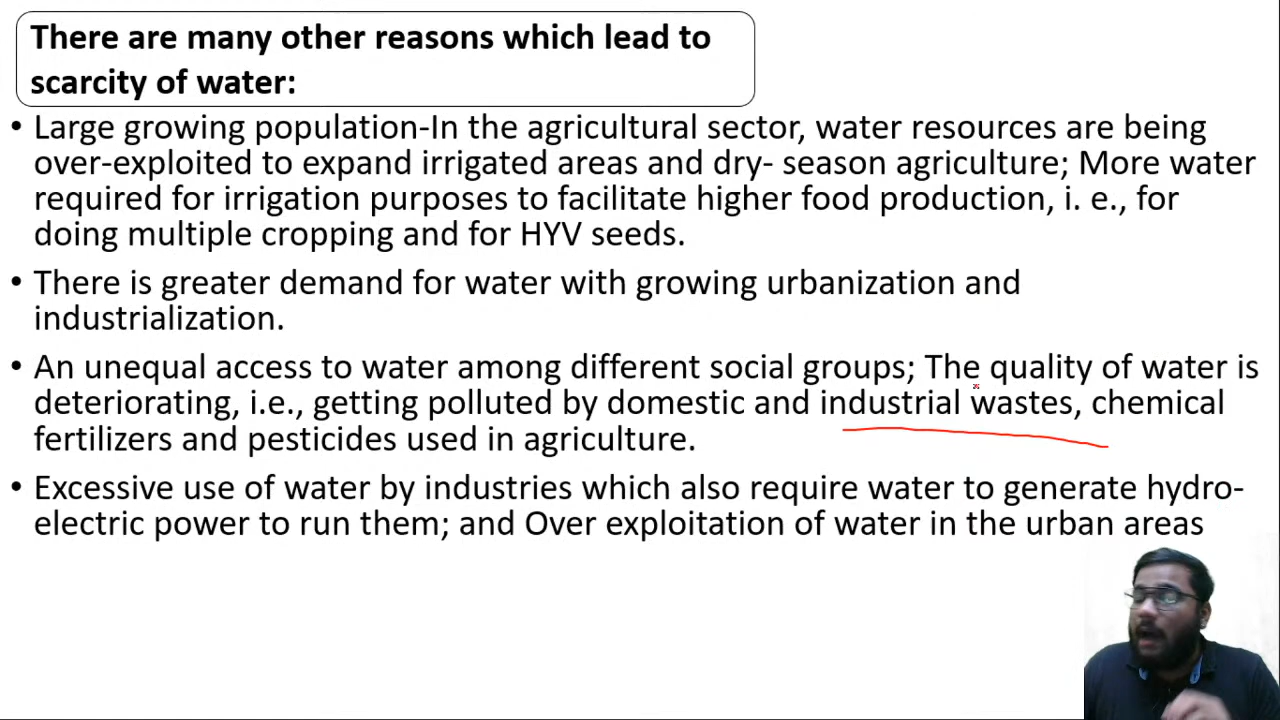 There are many other reasons which lead to
scarcity of water:
• Large growing population-In the agricultural sector, water resources are being
over-exploited to expand irrigated areas and dry- season agriculture; More water
required for irrigation purposes to facilitate higher food production, i. e., for
doing multiple cropping and for HYV seeds.
• There is greater demand for water with growing urbanization and
industrialization.
• An unequal access to water among different social groups; The quality of water is
deteriorating, i.e., getting polluted by domestic and industrial wastes, chemical
fertilizers and pesticides used in agriculture.
• Excessive use of water by industries which also require water to generate hydro-
electric power to run them; and Over exploitation of water in the urban areas